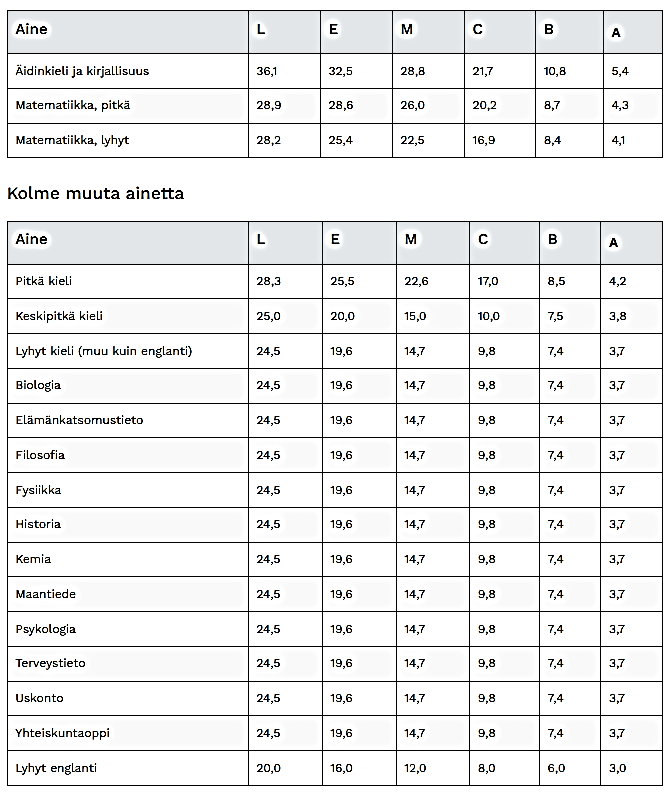 Aine L E M C B A
Äidinkieli ja kirjallisuus 36,1 32,5 28,8 21,7 10,8 5,4
Matematiikka, pitkä 28,9 28,6 26,0 20,2 8,7 4,3
Matematiikka, lyhyt 28,2 25,4 22,5 16,9 8,4 4,1
Kolme muuta ainetta
Aine L E M C B A
Pitkä kieli 28,3 25,5 22,6 17,0 8,5 4,2
Keskipitkä kieli 25,0 20,0 15,0 10,0 7,5 3,8
Lyhyt kieli (muu kuin englanti) 24,5 19,6 14,7 9,8 7,4 3,7
Biologia 24,5 19,6 14,7 9,8 7,4 3,7
Elämänkatsomustieto 24,5 19,6 14,7 9,8 7,4 3,7
Filosofia 24,5 19,6 14,7 9,8 7,4 3,7
Fysiikka 24,5 19,6 14,7 9,8 7,4 3,7
Historia 24,5 19,6 14,7 9,8 7,4 3,7
Kemia 24,5 19,6 14,7 9,8 7,4 3,7
Maantiede 24,5 19,6 14,7 9,8 7,4 3,7
Psykologia 24,5 19,6 14,7 9,8 7,4 3,7
Terveystieto 24,5 19,6 14,7 9,8 7,4 3,7
Uskonto 24,5 19,6 14,7 9,8 7,4 3,7
Yhteiskuntaoppi 24,5 19,6 14,7 9,8 7,4 3,7
Lyhyt englanti 20,0 16,0 12,0 8,0 6,0 3,0